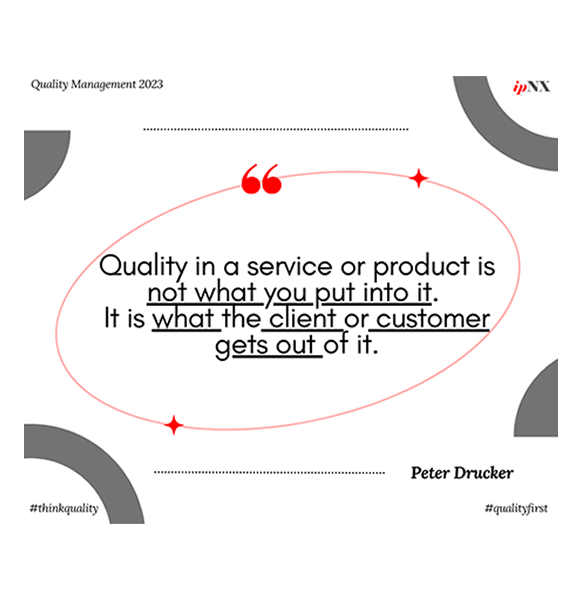 Quality Management 2023
ipNX
Quality in a service or product is
not what you put into it.
It is what the client or customer
gets out of it.
Peter Drucker
#thinkquality
#qualityfirst